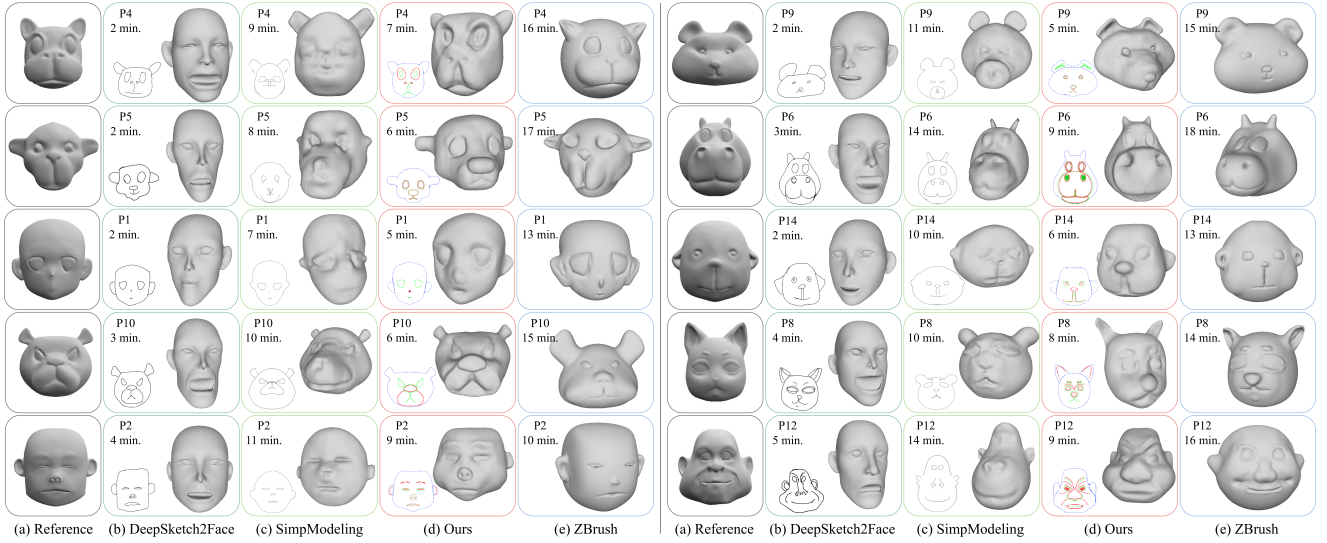 P4 P4 P4 P4 P9 P9 P9 P9
2 min. 9 min. 7 min. 16 min. 2 min. 11 min. 5 min. 15 min.
P5 P5 P5 P5 P6 P6 P6 P6
2 min. 8 min. 6 min. 17 min. 3min. 14 min. 9 min. 18 min.
P1 P1 P1 P1 P14 P14 P14 P14
2 min. 7 min. 5 min. 13 min. 2 min. 10 min. 6 min. 13 min.
P10 P10 P10 P10 P8 P8 P8 P8
3 min. 10 min. 6 min. 15 min. 4 min. 10 min. 8 min. 14 min.
P2 P2 P2 P2 P12 P12 P12 P12
4 min. 11 min. 9 min. 10 min. 5 min. 14 min. 9 min. 16 min.
(a) Reference (b) DeepSketch2Face (c) SimpModeling (d) Ours (e) ZBrush (a) Reference (b) DeepSketch2Face (c) SimpModeling (d) Ours (e) ZBrush